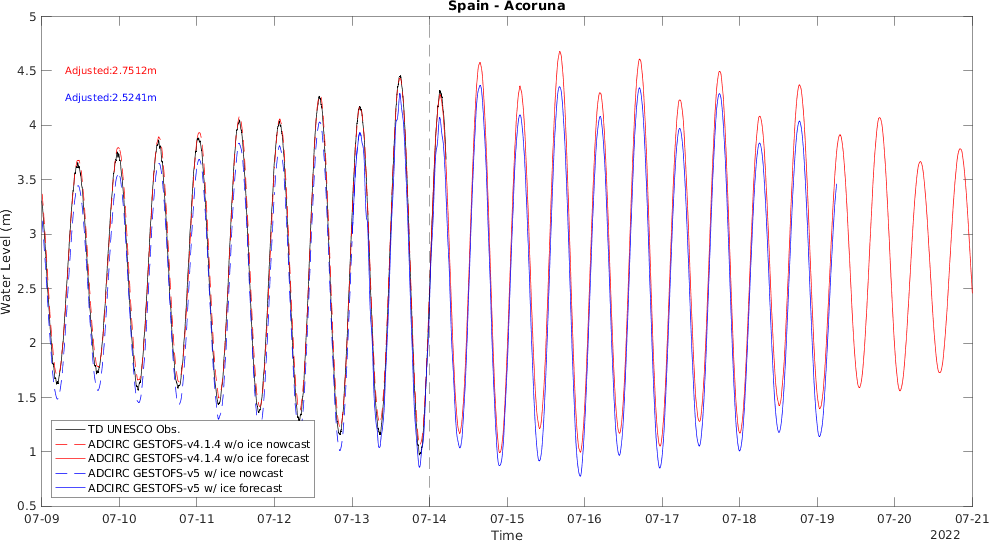 Spain - Acoruna
5
4.5
4
3.5
3
2.5
2
1.5
1
0.5
Water Level (m)
Adjusted:2.7512m
Adjusted:2.5241m
TD UNESCO Obs.
ADCIRC GESTOFS-v4.1.4 w/o ice nowcast
ADCIRC GESTOFS-v4.1.4 w/o ice forecast
ADCIRC GESTOFS-v5 w/ ice nowcast
ADCIRC GESTOFS-v5 w/ ice forecast
07-09 07-10 07-11 07-12 07-13 07-14 07-15 07-16 07-17 07-18 07-19 07-20 07-21
Time
2022